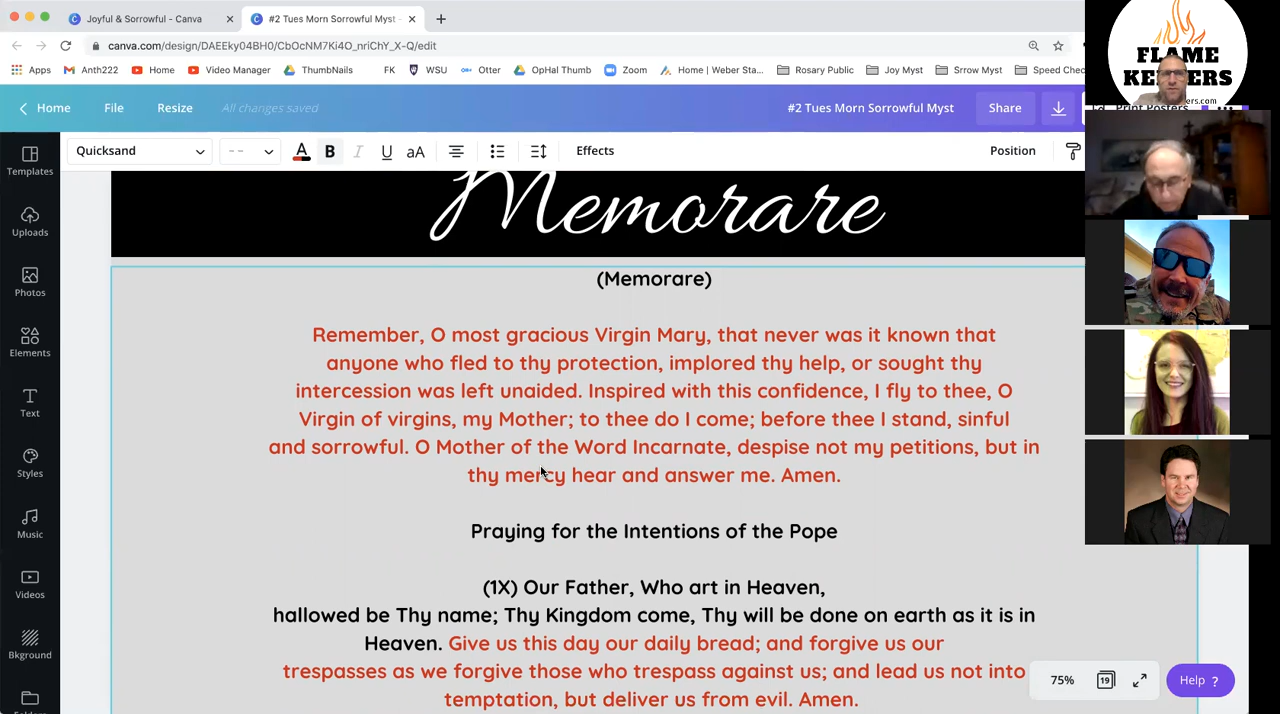 Joyful & Sorrowful - Canva
#2 Tues Morn Sorrowful Myst -
canva.com/design/DAEEky04BH0/CbOcNM7Ki4O_nriChY_X-Q/edit
Apps Anth222 Home Video Manager ThumbNails FK WSU Otter OpHal Thumb Zoom Home | Weber Sta... Rosary Public Joy Myst Srrow Myst Speed Chec
FLAME
KEEPERS
ers.com
Home File Resize All changes saved #2 Tues Morn Sorrowful Myst Share Print Posters
Quicksand -- A B I U aA Effects Position
Templates
Uploads
Photos
Elements
Text
Styles
Music
Videos
Bkground
Memorare
(Memorare)
Remember, O most gracious Virgin Mary, that never was it known that
anyone who fled to thy protection, implored thy help, or sought thy
intercession was left unaided. Inspired with this confidence, I fly to thee, O
Virgin of virgins, my Mother; to thee do I come; before thee I stand, sinful
and sorrowful. O Mother of the Word Incarnate, despise not my petitions, but in
thy mercy hear and answer me. Amen.
Praying for the Intentions of the Pope
(1X) Our Father, Who art in Heaven,
hallowed be Thy name; Thy Kingdom come, Thy will be done on earth as it is in
Heaven. Give us this day our daily bread; and forgive us our
trespasses as we forgive those who trespass against us; and lead us not into
temptation, but deliver us from evil. Amen.
75% 19 Help ?